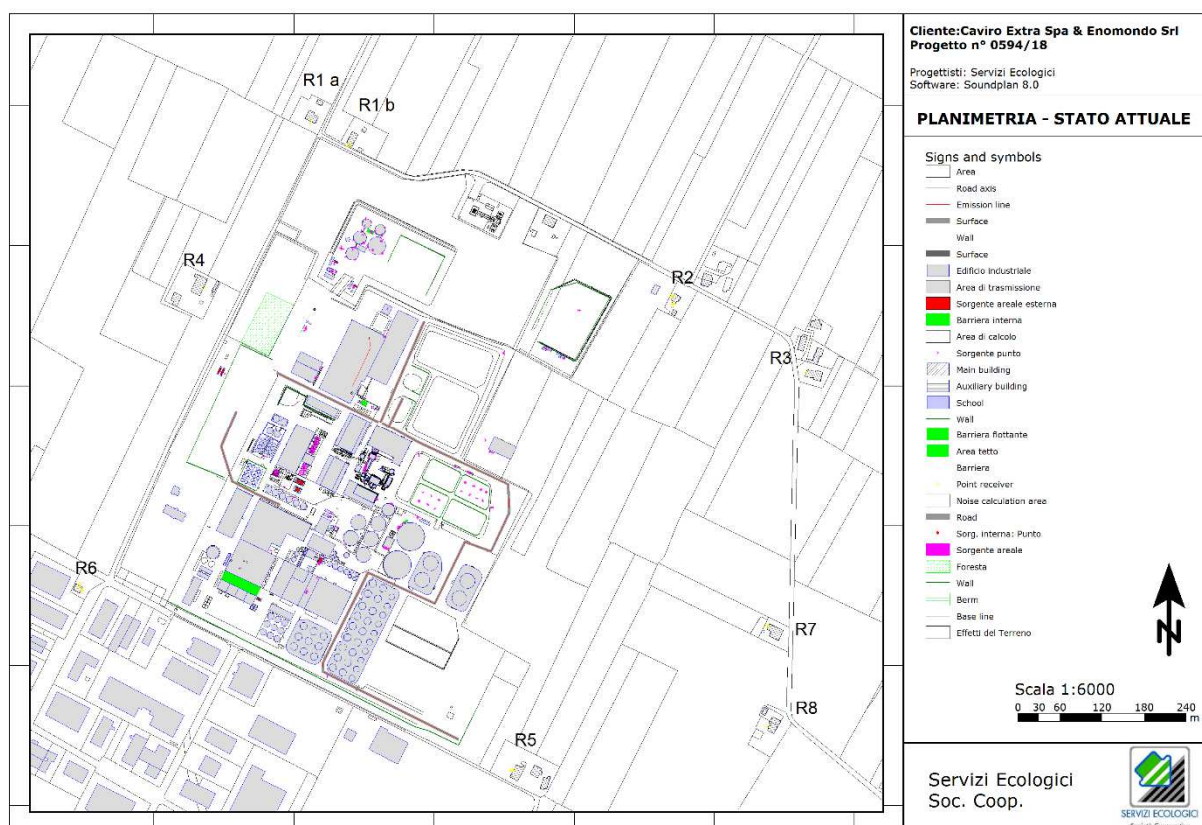 R1 a
R1 b
R4
R2
R3
R6
R7
R8
R5
Cliente:Caviro Extra Spa & Enomondo Srl
Progetto n° 0594/18
Progettisti: Servizi Ecologici
Software: Soundplan 8.0
PLANIMETRIA - STATO ATTUALE
Signs and symbols
Area
Road axis
Emission line
Surface
Wall
Surface
Edificio industriale
Area di trasmissione
Sorgente areale esterna
Barriera interna
Area di calcolo
Sorgente punto
Main building
Auxiliary building
School
Wall
Barriera flottante
Area tetto
Barriera
Point receiver
Noise calculation area
Road
Sorg. interna: Punto
Sorgente areale
Foresta
Wall
Berm
Base line
Effetti del Terreno
N
Scala 1:6000
0 30 60 120 180 240
m
Servizi Ecologici
Soc. Coop.
SERVIZI ECOLOGICI